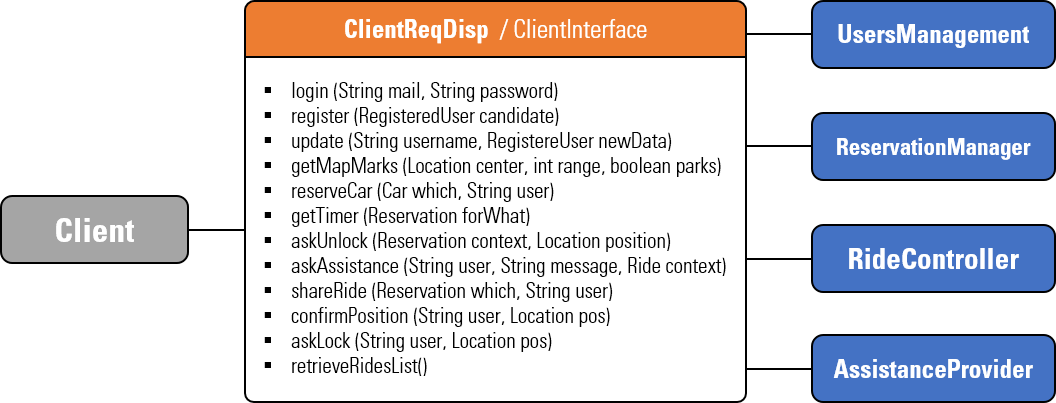 ClientReqDisp / ClientInterface
▪ login (String mail, String password)
▪ register (RegisteredUser candidate)
▪ update (String username, RegistereUser newData)
▪ getMapMarks (Location center, int range, boolean parks)
▪ reserveCar (Car which, String user)
▪ getTimer (Reservation forWhat)
▪ askUnlock (Reservation context, Location position)
▪ askAssistance (String user, String message, Ride context)
▪ shareRide (Reservation which, String user)
▪ confirmPosition (String user, Location pos)
▪ askLock (String user, Location pos)
▪ retrieveRidesList()
Client
UsersManagement
ReservationManager
RideController
AssistanceProvider